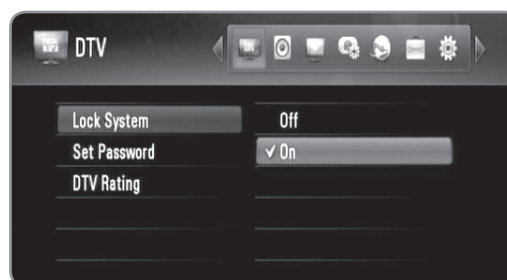 DTV
Lock System
Off
Set Password
✓ On
DTV Rating